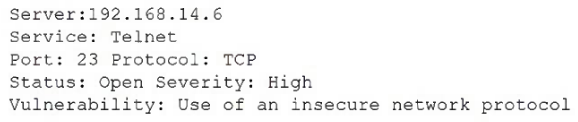 Server:192.168.14.6
Service: Telnet
Port: 23 Protocol: TCP
Status: Open Severity: High
Vulnerability: Use of an insecure network protocol